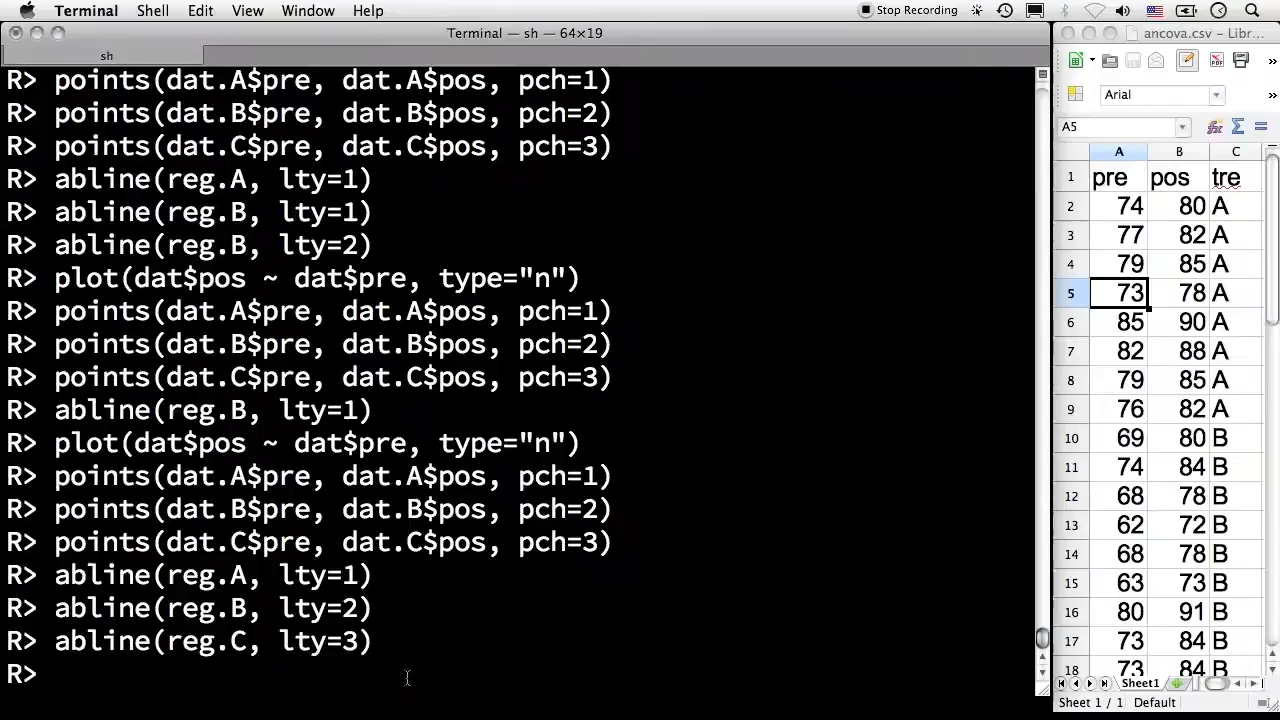 Terminal Shell Edit View Window Help Stop Recording
Terminal — sh — 64×19
sh
R> points(dat.A$pre, dat.A$pos, pch=1)
R> points(dat.B$pre, dat.B$pos, pch=2)
R> points(dat.C$pre, dat.C$pos, pch=3)
R> abline(reg.A, lty=1)
R> abline(reg.B, lty=1)
R> abline(reg.B, lty=2)
R> plot(dat$pos ~ dat$pre, type="n")
R> points(dat.A$pre, dat.A$pos, pch=1)
R> points(dat.B$pre, dat.B$pos, pch=2)
R> points(dat.C$pre, dat.C$pos, pch=3)
R> abline(reg.B, lty=1)
R> plot(dat$pos ~ dat$pre, type="n")
R> points(dat.A$pre, dat.A$pos, pch=1)
R> points(dat.B$pre, dat.B$pos, pch=2)
R> points(dat.C$pre, dat.C$pos, pch=3)
R> abline(reg.A, lty=1)
R> abline(reg.B, lty=2)
R> abline(reg.C, lty=3)
R>
ancova.csv – Libr...
Arial
A5
A B C
1 pre pos tre
2 74 80 A
3 77 82 A
4 79 85 A
5 73 78 A
6 85 90 A
7 82 88 A
8 79 85 A
9 76 82 A
10 69 80 B
11 74 84 B
12 68 78 B
13 62 72 B
14 68 78 B
15 63 73 B
16 80 91 B
17 73 84 B
18 73 84 B
Sheet1
Sheet 1 / 1 Default